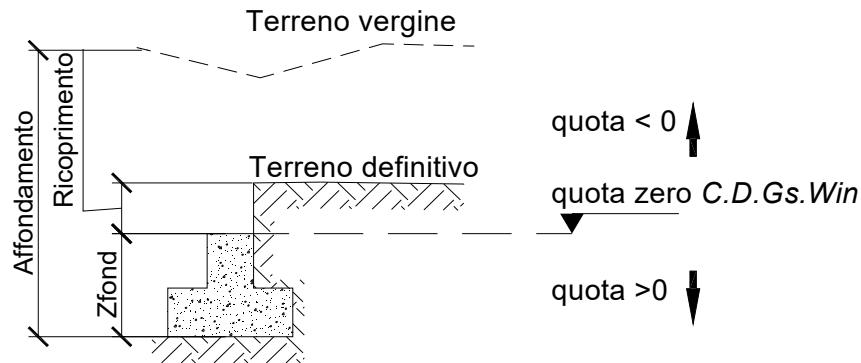 Terreno vergine
Affondamento
Ricoprimento
quota < 0
Terreno definitivo
quota zero C.D.Gs.Win
Zfond
quota >0